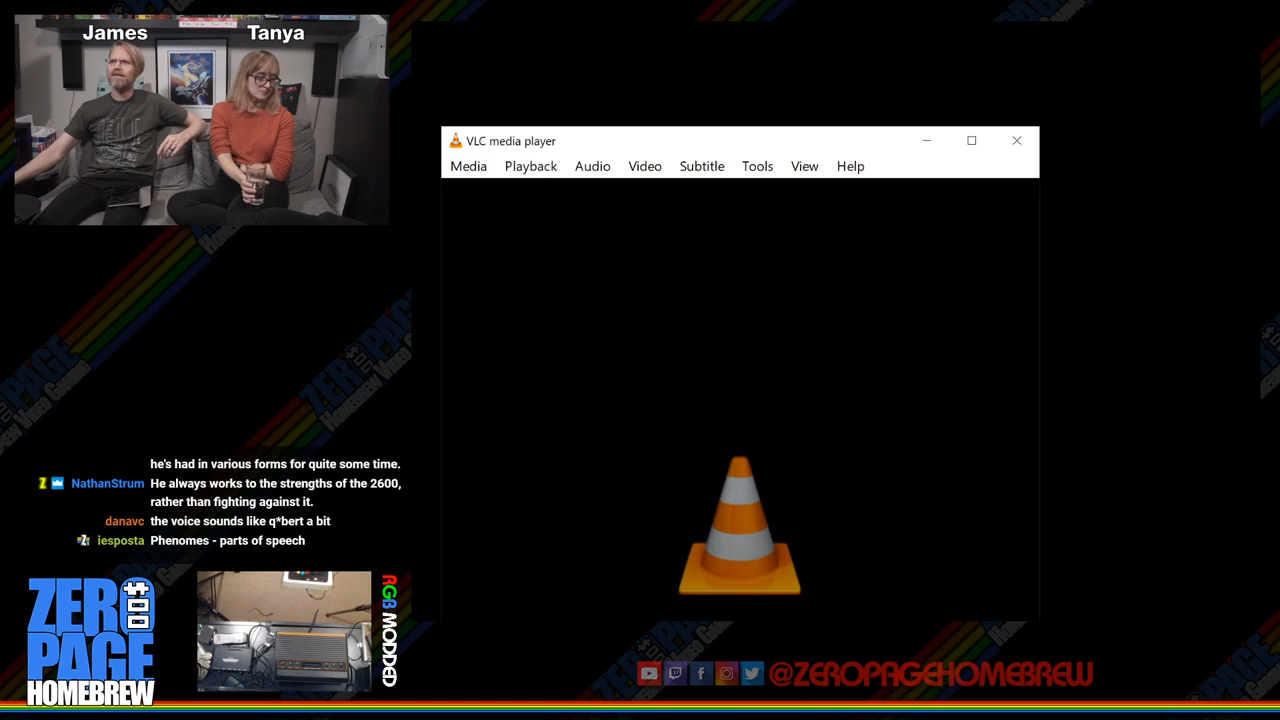 James
Tanya
VLC media player
Media Playback Audio Video Subtitle Tools View Help
he's had in various forms for quite some time.
NathanStrum He always works to the strengths of the 2600,
rather than fighting against it.
danavc the voice sounds like q*bert a bit
iesposta Phenomes - parts of speech
ZERO
PAGE
HOMEBREW
RGB MODDED
@ZEROPAGEHOMEBREW